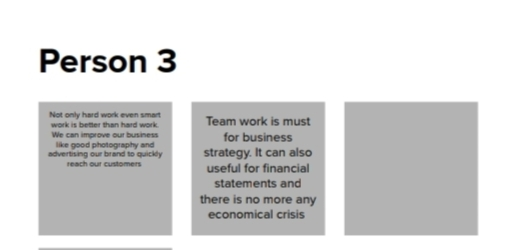 Person 3
Not only hard work even smart
work is better than hard work.
We can improve our business
like good photography and
advertising our brand to quickly
reach our customers
Team work is must
for business
strategy. It can also
useful for financial
statements and
there is no more any
economical crisis